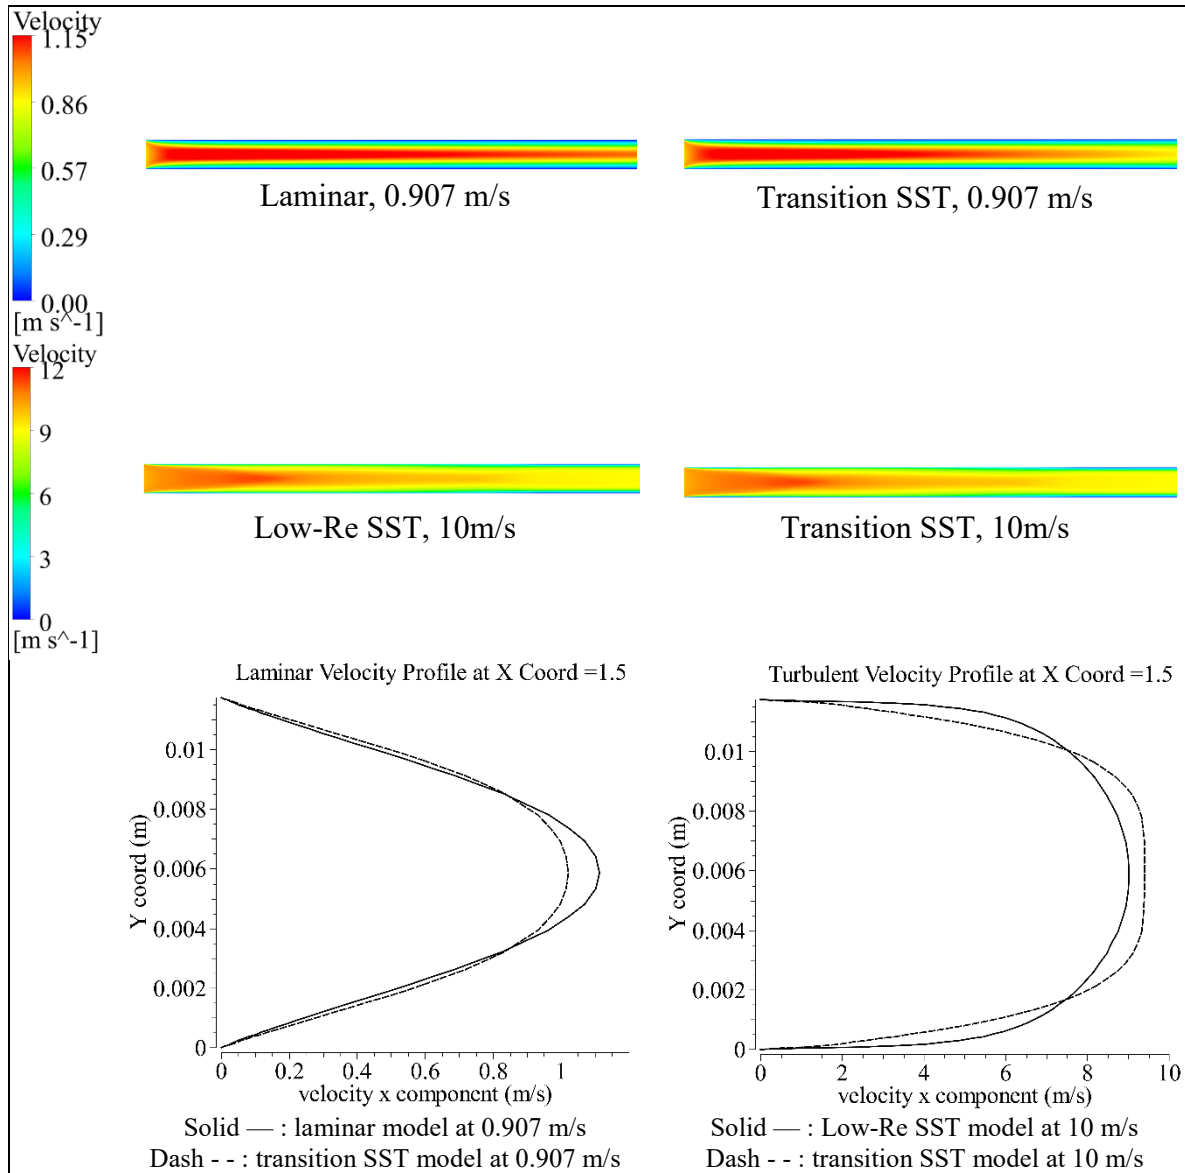 Velocity
1.15
0.86
0.57
0.29
0.00
[m s^-1]
Laminar, 0.907 m/s
Transition SST, 0.907 m/s
Velocity
12
9
6
3
0
[m s^-1]
Low-Re SST, 10m/s
Transition SST, 10m/s
Laminar Velocity Profile at X Coord =1.5
Y coord (m)
0.01
0.008
0.006
0.004
0.002
0
0 0.2 0.4 0.6 0.8 1
velocity x component (m/s)
Solid — : laminar model at 0.907 m/s
Dash - - : transition SST model at 0.907 m/s
Turbulent Velocity Profile at X Coord =1.5
Y coord (m)
0.01
0.008
0.006
0.004
0.002
0
0 2 4 6 8 10
velocity x component (m/s)
Solid — : Low-Re SST model at 10 m/s
Dash - - : transition SST model at 10 m/s